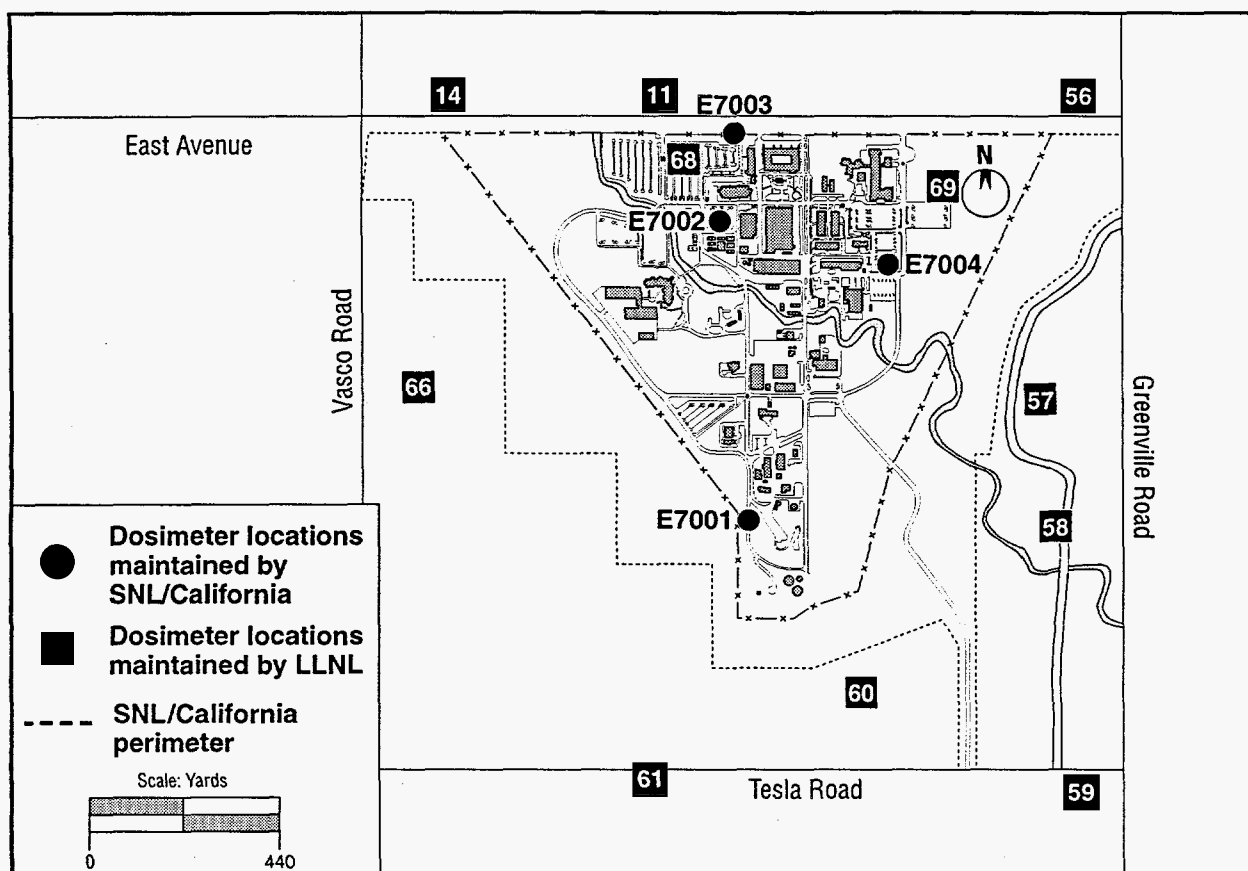 14
11
56
E7003
East Avenue
68
N
69
E7002
E7004
Vasco Road
66
57
Greenville Road
E7001
58
Dosimeter locations
maintained by
SNL/California
Dosimeter locations
maintained by LLNL
SNL/California
perimeter
60
Scale: Yards
0
440
61
Tesla Road
59